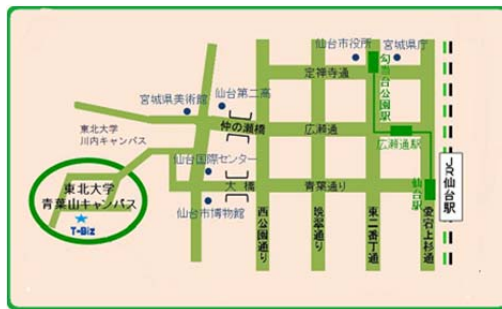 仙台市役所
宮城県庁
勾当台公園駅
定禅寺通
宮城県美術館
仙台第二高
東北大学
川内キャンパス
仲の瀬橋
広瀬通
広瀬通駅
仙台国際センター
東北大学
青葉山キャンパス
T-Biz
大橋
青葉通り
仙台駅
JR仙台駅
仙台市博物館
西公園通り
晩翠通り
東二番丁通
愛宕上杉通